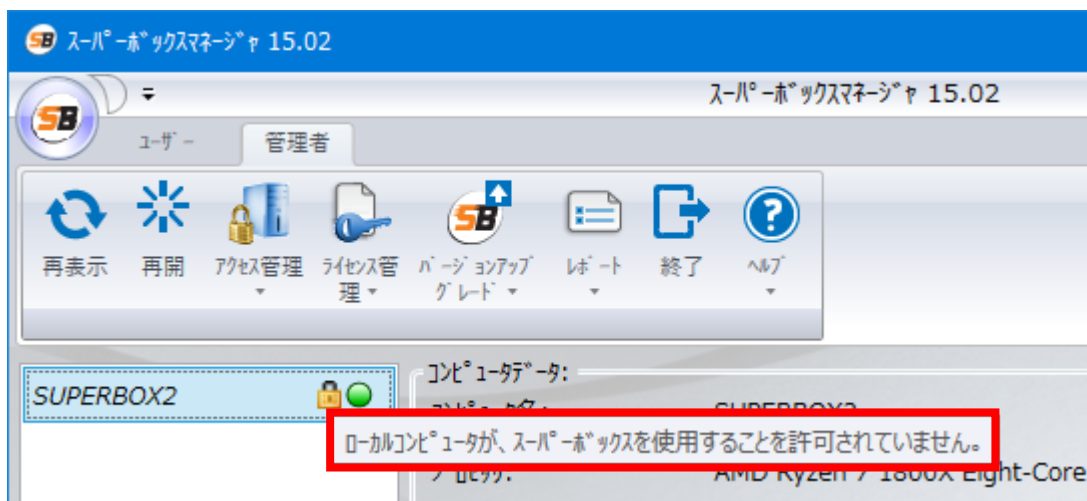 SB ｽｰﾊﾟｰﾎﾞｯｸｽﾏﾈｰｼﾞｬ 15.02
ｽｰﾊﾟｰﾎﾞｯｸｽﾏﾈｰｼﾞｬ 15.02
SB
ﾕｰｻﾞｰ 管理者
SB
再表示 再開 ｱｸｾｽ管理 ﾗｲｾﾝｽ管理 ﾊﾞｰｼﾞｮﾝｱｯﾌﾟｸﾞﾚｰﾄﾞ ﾚﾎﾟｰﾄ 終了 ﾍﾙﾌﾟ
ｺﾝﾋﾟｭｰﾀﾃﾞｰﾀ:
SUPERBOX2
ﾛｰｶﾙｺﾝﾋﾟｭｰﾀが、ｽｰﾊﾟｰﾎﾞｯｸｽを使用することを許可されていません。
AMD Ryzen 7 1800X Eight-Core